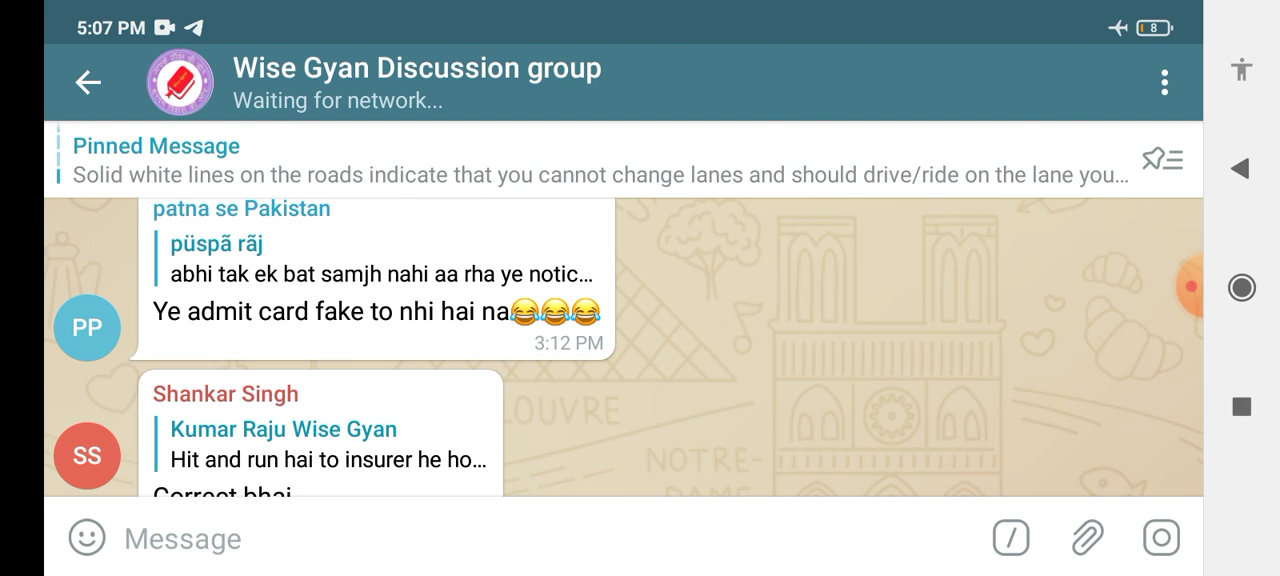 5:07 PM
8
Wise Gyan Discussion group
Waiting for network...
Pinned Message
Solid white lines on the roads indicate that you cannot change lanes and should drive/ride on the lane you...
patna se Pakistan
püspã rãj
abhi tak ek bat samjh nahi aa rha ye notic...
Ye admit card fake to nhi hai na😂😂😂
PP
3:12 PM
Shankar Singh
Kumar Raju Wise Gyan
Hit and run hai to insurer he ho...
SS
Correct bhai
LOUVRE
NOTRE-
DAME
Message